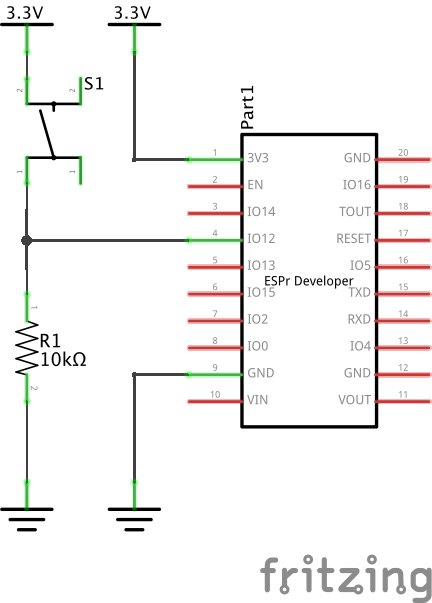 3.3V
3.3V
2
2
S1
1
1
Part1
1
3V3
GND
20
2
EN
IO16
19
3
IO14
TOUT
18
4
IO12
RESET
17
5
IO13
IO5
16
ESPr Developer
6
IO15
TXD
15
7
IO2
RXD
14
8
IO0
IO4
13
9
GND
GND
12
10
VIN
VOUT
11
1
R1
10kΩ
2
fritzing